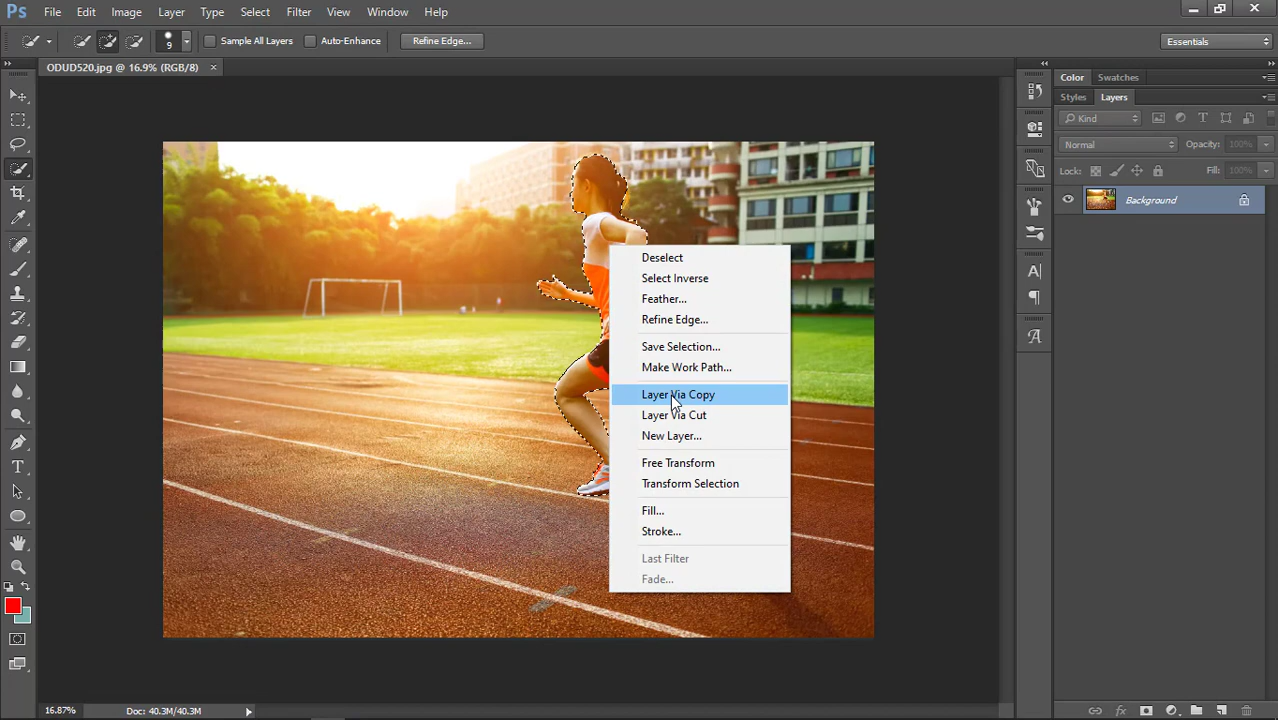 Ps File Edit Image Layer Type Select Filter View Window Help
9 Sample All Layers Auto-Enhance Refine Edge... Essentials
ODUD520.jpg @ 16.9% (RGB/8) ×
Color Swatches
Styles Layers
Kind
Normal Opacity: 100%
Lock: Fill: 100%
Background
Deselect
Select Inverse
Feather...
Refine Edge...
Save Selection...
Make Work Path...
Layer Via Copy
Layer Via Cut
New Layer...
Free Transform
Transform Selection
Fill...
Stroke...
Last Filter
Fade...
16.87% Doc: 40.3M/40.3M